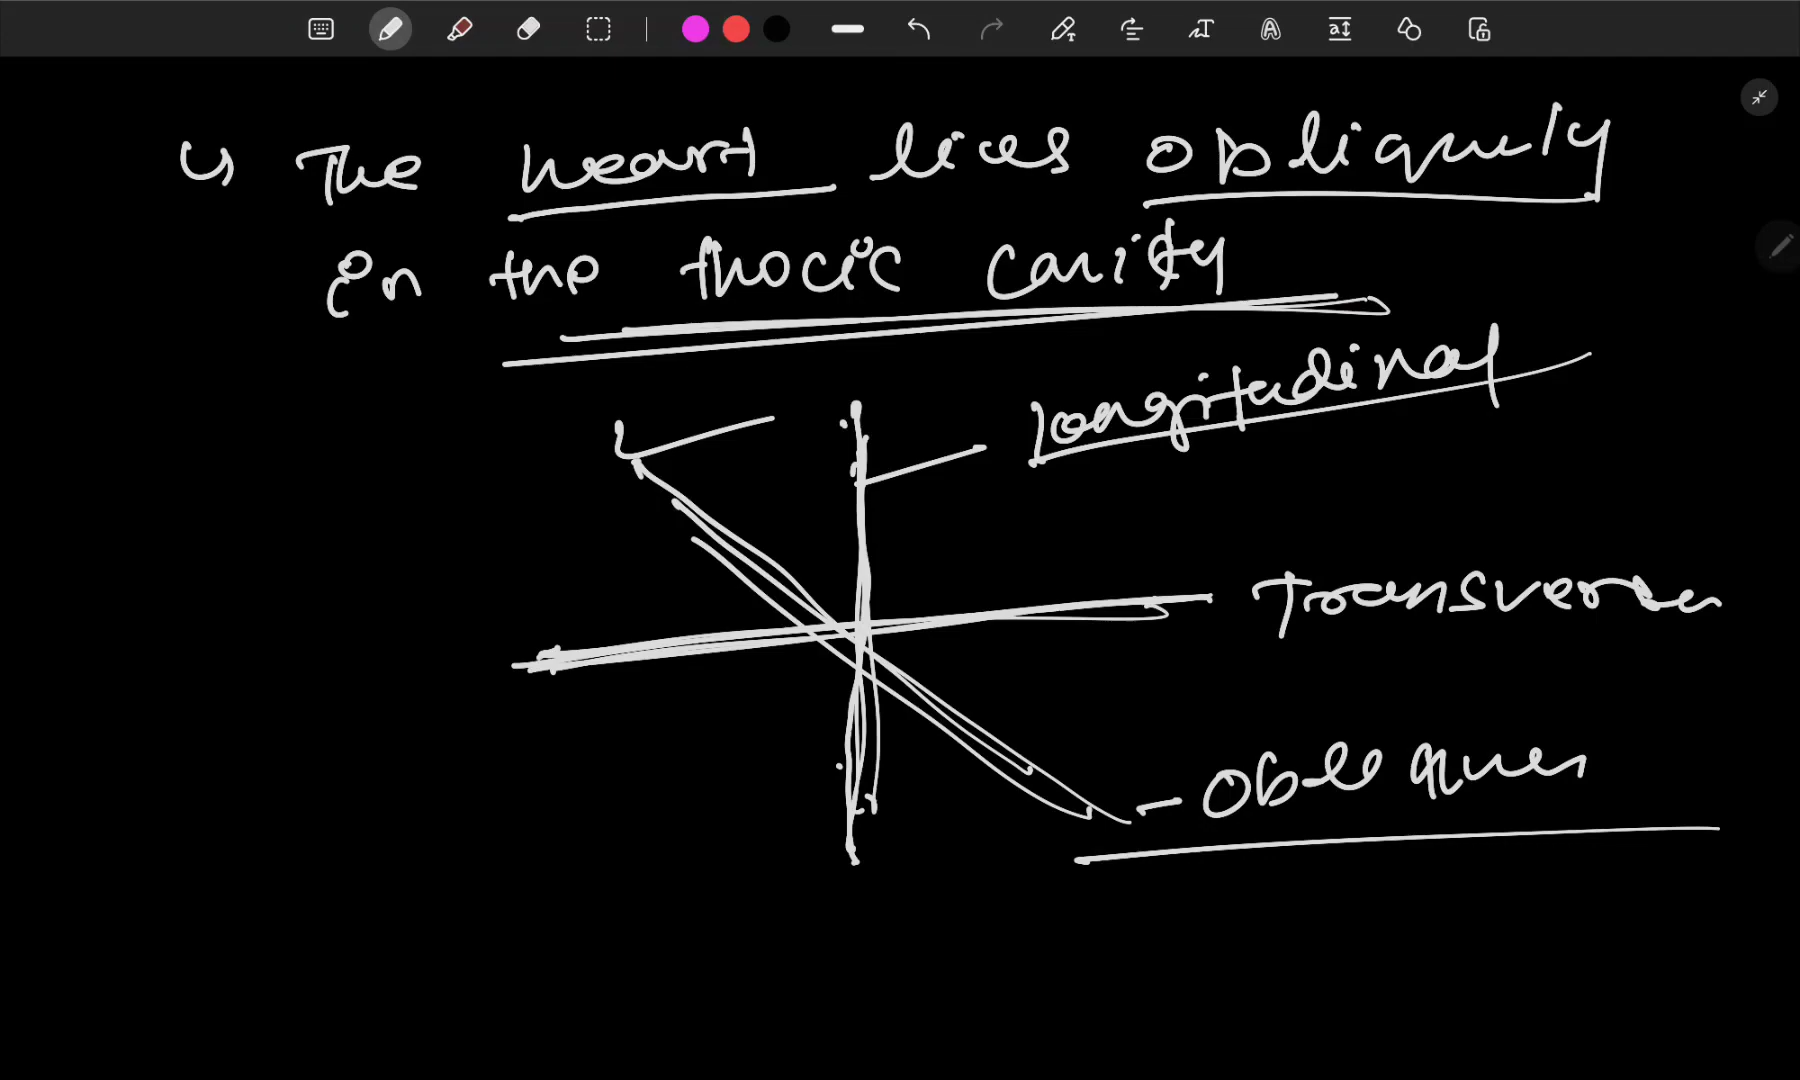 ↳ The heart lies obliquely
in the thocic cavity
Longitudinal
Transverse
- Oblique